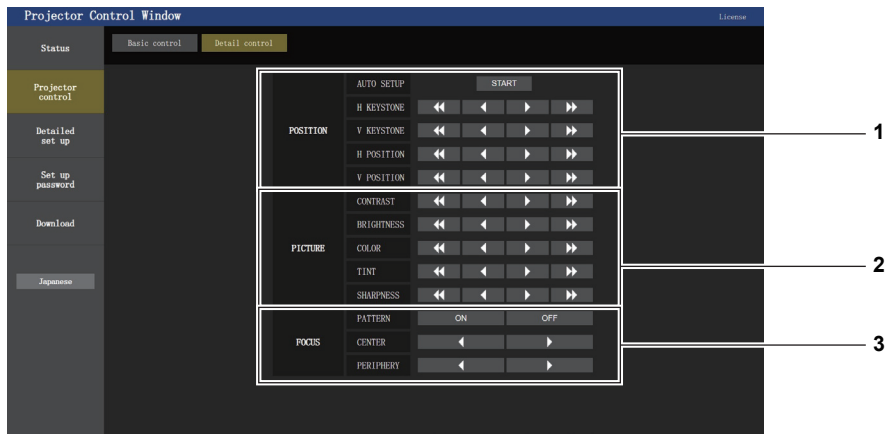 Projector Control Window
License
Status
Basic control
Detail control
Projector
control
Detailed
set up
Set up
password
Download
Japanese
POSITION
AUTO SETUP
START
H KEYSTONE
V KEYSTONE
H POSITION
V POSITION
1
PICTURE
CONTRAST
BRIGHTNESS
COLOR
TINT
SHARPNESS
2
FOCUS
PATTERN
ON
OFF
CENTER
PERIPHERY
3